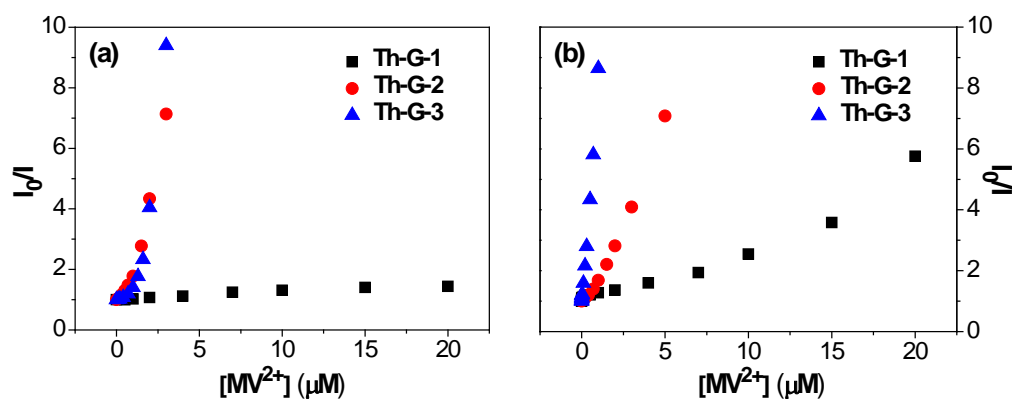 (a)
Th-G-1
Th-G-2
Th-G-3
10
8
6
4
2
0
I₀/I
0 5 10 15 20
[MV²⁺] (μM)
(b)
Th-G-1
Th-G-2
Th-G-3
10
8
6
4
2
0
I₀/I
0 5 10 15 20
[MV²⁺] (μM)